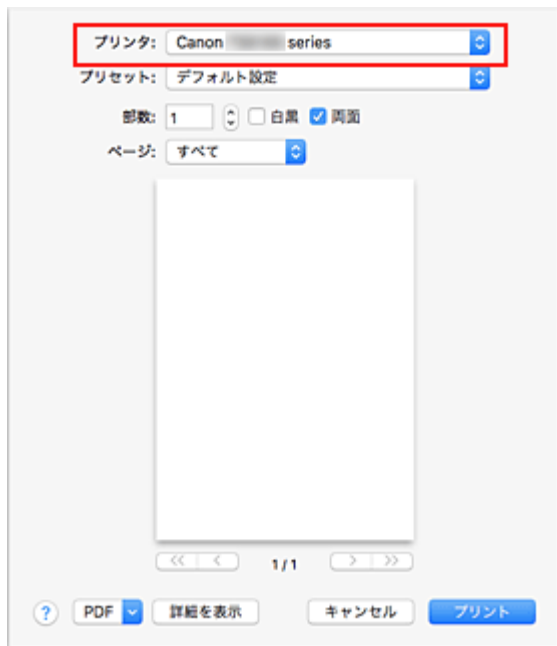 プリンタ: Canon series
プリセット: デフォルト設定
部数: 1 白黒 両面
ページ: すべて
<< < 1/1 > >>
? PDF 詳細を表示 キャンセル プリント